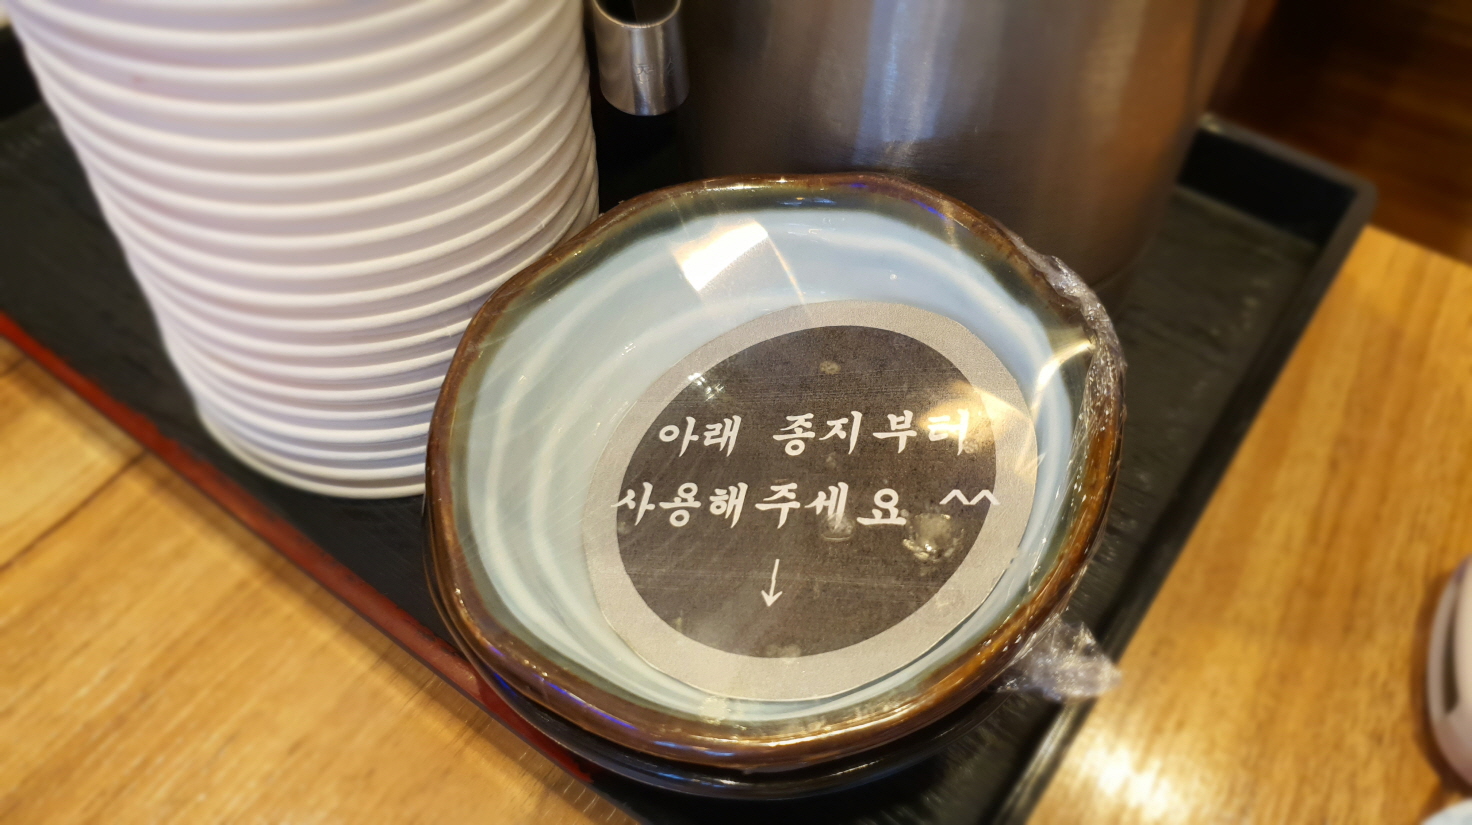 아래 종지부터
사용해주세요 ^^
↓